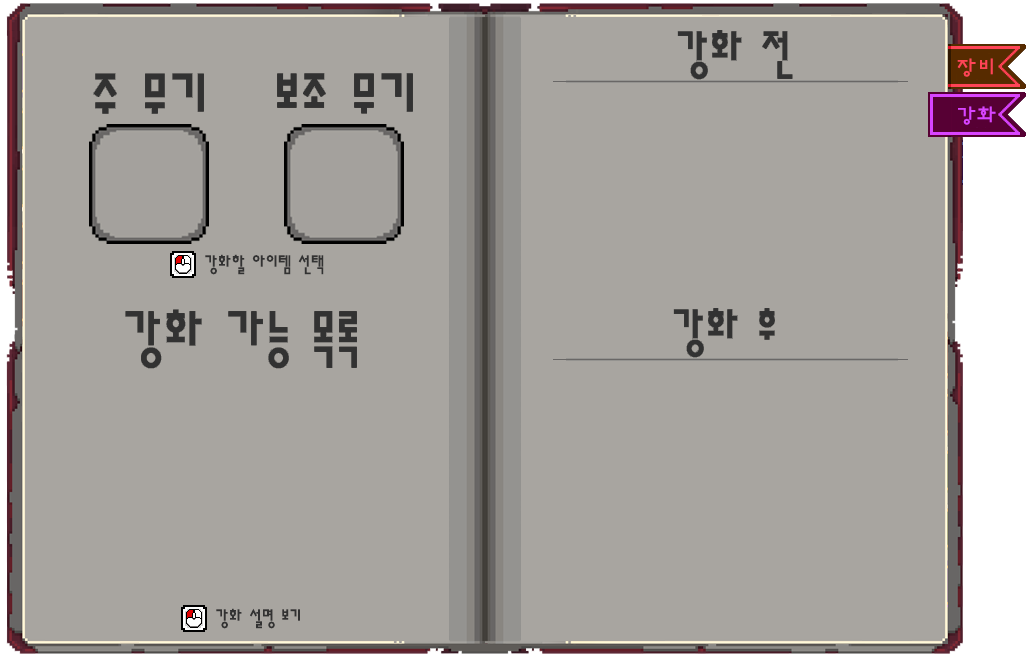 주 무기
보조 무기
강화할 아이템 선택
강화 가능 목록
강화 설명 보기
강화 전
강화 후
장비
강화